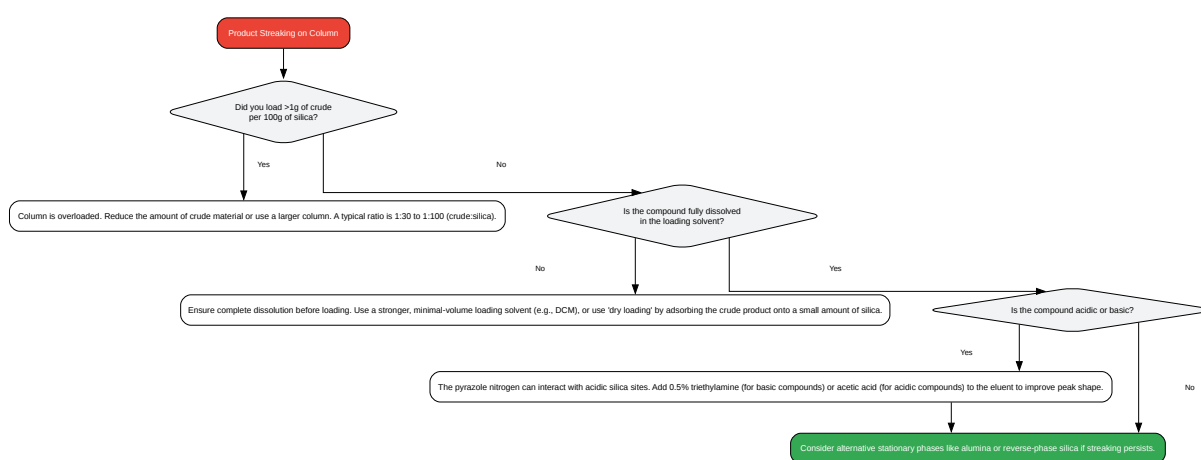 Product Streaking on Column
Did you load >1g of crude
per 100g of silica?
Yes
No
Column is overloaded. Reduce the amount of crude material or use a larger column. A typical ratio is 1:30 to 1:100 (crude:silica).
Is the compound fully dissolved
in the loading solvent?
No
Yes
Ensure complete dissolution before loading. Use a stronger, minimal-volume loading solvent (e.g., DCM), or use 'dry loading' by adsorbing the crude product onto a small amount of silica.
Is the compound acidic or basic?
Yes
The pyrazole nitrogen can interact with acidic silica sites. Add 0.5% triethylamine (for basic compounds) or acetic acid (for acidic compounds) to the eluent to improve peak shape.
No
Consider alternative stationary phases like alumina or reverse-phase silica if streaking persists.